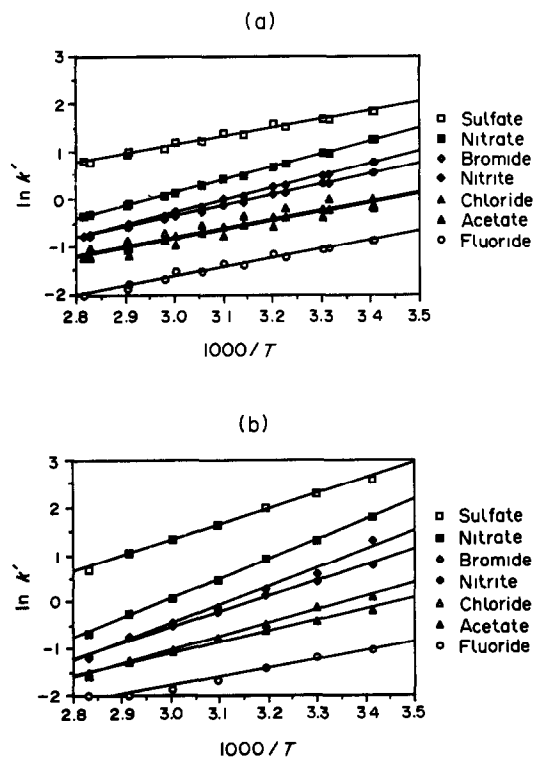 (a)
3
2
1
0
-1
-2
ln k′
2.8 2.9 3.0 3.1 3.2 3.3 3.4 3.5
1000/T
Sulfate
Nitrate
Bromide
Nitrite
Chloride
Acetate
Fluoride
(b)
3
2
1
0
-1
-2
ln k′
2.8 2.9 3.0 3.1 3.2 3.3 3.4 3.5
1000/T
Sulfate
Nitrate
Bromide
Nitrite
Chloride
Acetate
Fluoride